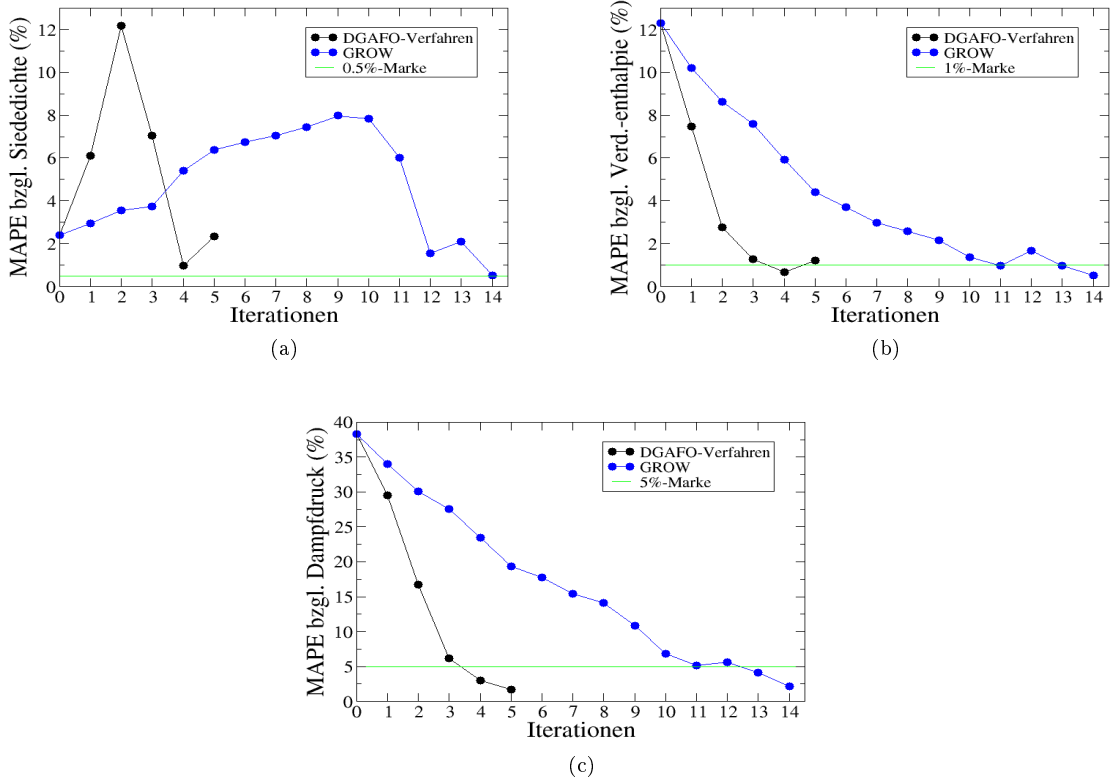 MAPE bzgl. Siededichte (%)
12
10
8
6
4
2
0
DGAFO-Verfahren
GROW
0.5%-Marke
0 1 2 3 4 5 6 7 8 9 10 11 12 13 14
Iterationen
(a)
MAPE bzgl. Verd.-enthalpie (%)
12
10
8
6
4
2
0
DGAFO-Verfahren
GROW
1%-Marke
0 1 2 3 4 5 6 7 8 9 10 11 12 13 14
Iterationen
(b)
MAPE bzgl. Dampfdruck (%)
40
35
30
25
20
15
10
5
0
DGAFO-Verfahren
GROW
5%-Marke
0 1 2 3 4 5 6 7 8 9 10 11 12 13 14
Iterationen
(c)